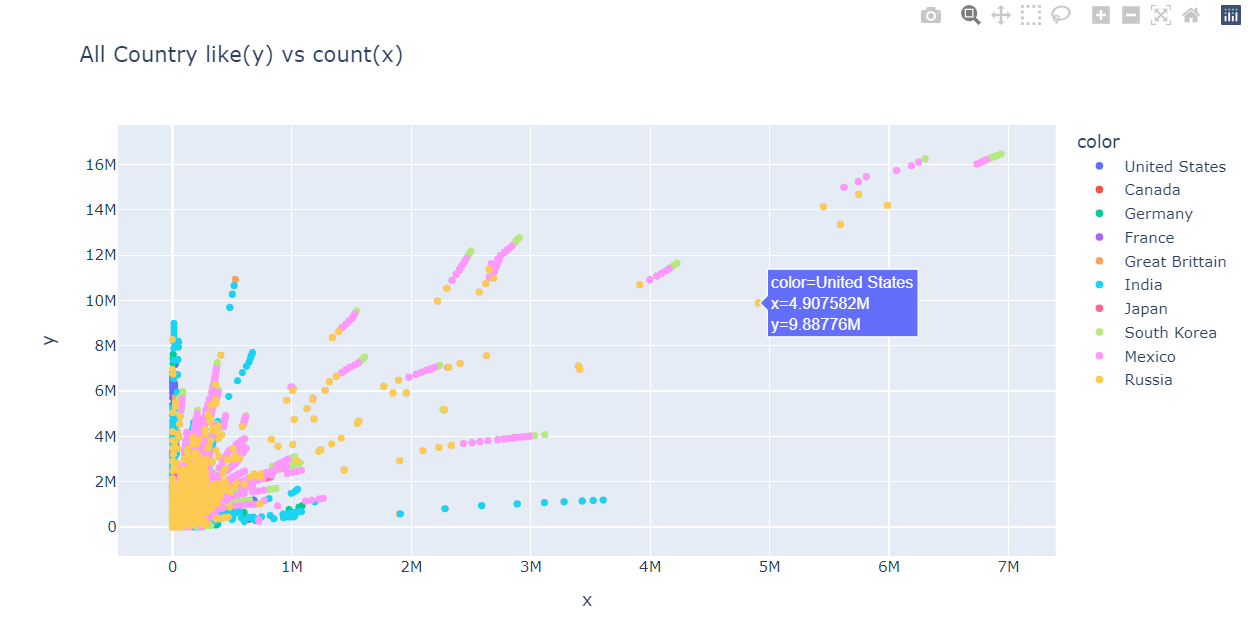 All Country like(y) vs count(x)
color
United States
Canada
Germany
France
Great Brittain
India
Japan
South Korea
Mexico
Russia
16M
14M
12M
10M
8M
6M
4M
2M
0
y
color=United States
x=4.907582M
y=9.88776M
0
1M
2M
3M
4M
5M
6M
7M
x